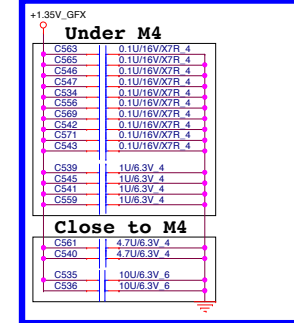 +1.35V_GFX
Under M4
C563 0.1U/16V/X7R_4
C565 0.1U/16V/X7R_4
C546 0.1U/16V/X7R_4
C547 0.1U/16V/X7R_4
C534 0.1U/16V/X7R_4
C556 0.1U/16V/X7R_4
C569 0.1U/16V/X7R_4
C542 0.1U/16V/X7R_4
C571 0.1U/16V/X7R_4
C543 0.1U/16V/X7R_4
C539 1U/6.3V_4
C545 1U/6.3V_4
C541 1U/6.3V_4
C559 1U/6.3V_4
Close to M4
C561 4.7U/6.3V_4
C540 4.7U/6.3V_4
C535 10U/6.3V_6
C536 10U/6.3V_6